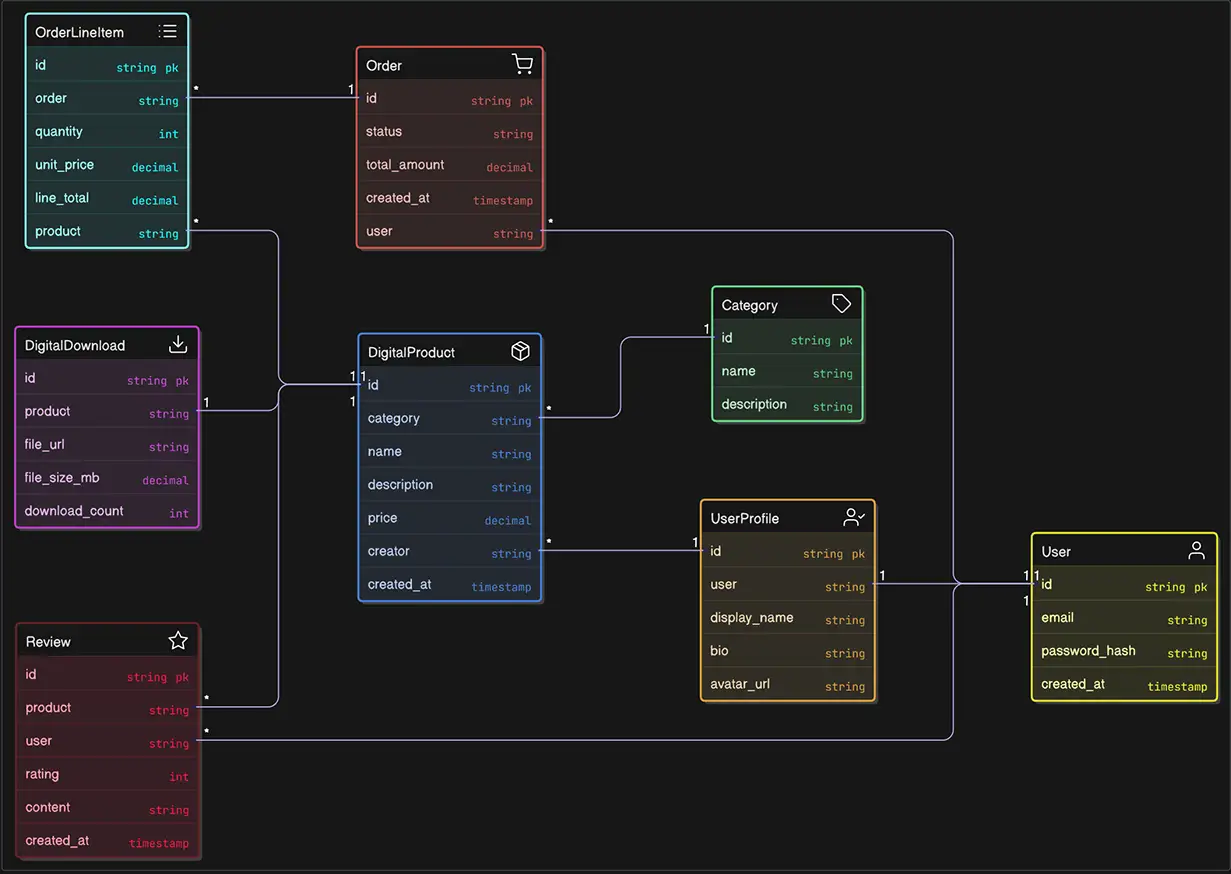 OrderLineItem
id string pk
order string
quantity int
unit_price decimal
line_total decimal
product string
*
*
Order
id string pk
status string
total_amount decimal
created_at timestamp
user string
1
*
Category
id string pk
name string
description string
1
DigitalDownload
id string pk
product string
file_url string
file_size_mb decimal
download_count int
1
DigitalProduct
id string pk
category string
name string
description string
price decimal
creator string
created_at timestamp
1 1
1
*
*
UserProfile
id string pk
user string
display_name string
bio string
avatar_url string
1
1
User
id string pk
email string
password_hash string
created_at timestamp
1 1
1
Review
id string pk
product string
user string
rating int
content string
created_at timestamp
*
*